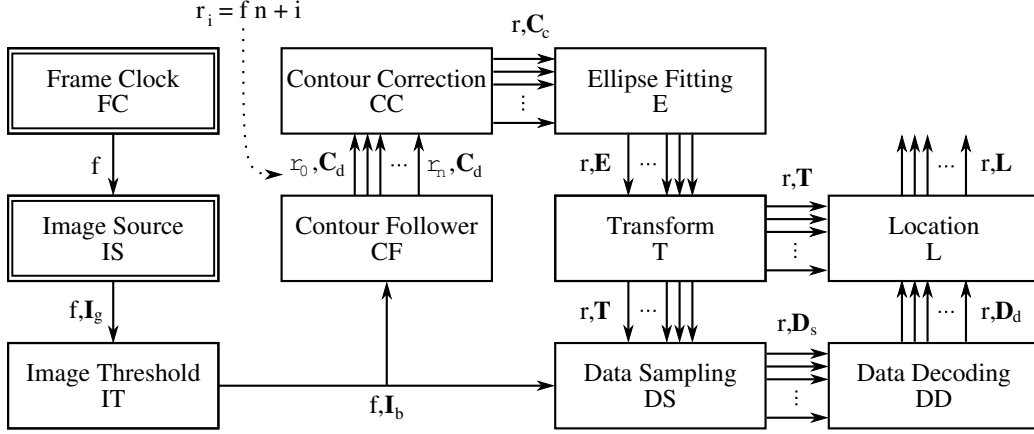 r_i = f n + i
r,C_c
Frame Clock
FC
Contour Correction
CC
...
Ellipse Fitting
E
f
r_0,C_d ... r_n,C_d
r,E ...
r,T
r,L
...
Image Source
IS
Contour Follower
CF
Transform
T
...
Location
L
f,I_g
r,T ...
r,D_s
... r,D_d
Image Threshold
IT
f,I_b
Data Sampling
DS
...
Data Decoding
DD